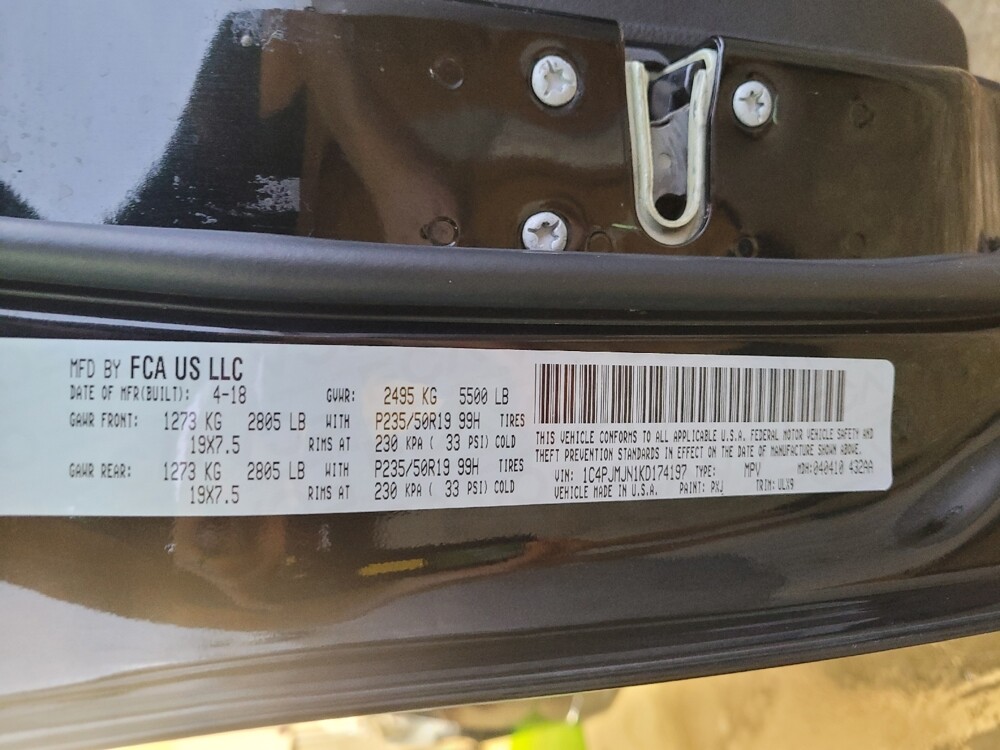 MFD BY FCA US LLC
DATE OF MFR(BUILT): 4-18 GVWR: 2495 KG 5500 LB
GAWR FRONT: 1273 KG 2805 LB WITH P235/50R19 99H TIRES
19X7.5 RIMS AT 230 KPA ( 33 PSI) COLD
GAWR REAR: 1273 KG 2805 LB WITH P235/50R19 99H TIRES
19X7.5 RIMS AT 230 KPA ( 33 PSI) COLD
THIS VEHICLE CONFORMS TO ALL APPLICABLE U.S.A. FEDERAL MOTOR VEHICLE SAFETY AND
THEFT PREVENTION STANDARDS IN EFFECT ON THE DATE OF MANUFACTURE SHOWN ABOVE.
VIN: 1C4PJMJN1KD174197 TYPE: MPV MDH: 040410 432AA
VEHICLE MADE IN U.S.A. PAINT: PXJ TRIM: ULX9